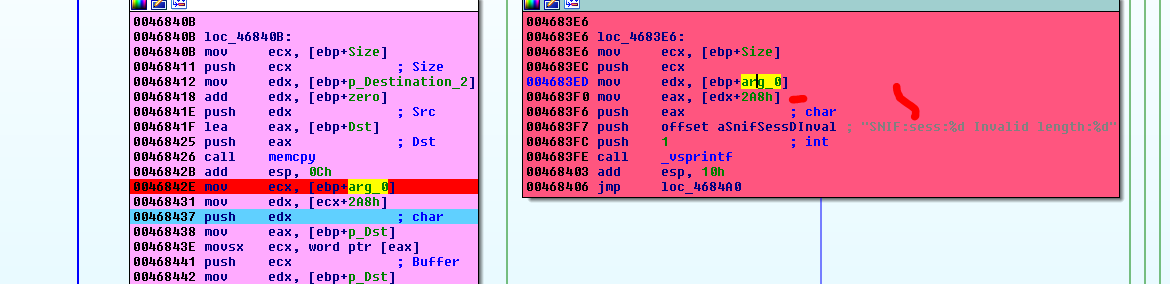 0046840B
0046840B loc_46840B:
0046840B mov ecx, [ebp+Size]
00468411 push ecx ; Size
00468412 mov edx, [ebp+p_Destination_2]
00468418 add edx, [ebp+zero]
0046841E push edx ; Src
0046841F lea eax, [ebp+Dst]
00468425 push eax ; Dst
00468426 call memcpy
0046842B add esp, 0Ch
0046842E mov ecx, [ebp+arg_0]
00468431 mov edx, [ecx+2A8h]
00468437 push edx ; char
00468438 mov eax, [ebp+p_Dst]
0046843E movsx ecx, word ptr [eax]
00468441 push ecx ; Buffer
00468442 mov edx, [ebp+p_Dst]
004683E6
004683E6 loc_4683E6:
004683E6 mov ecx, [ebp+Size]
004683EC push ecx
004683ED mov edx, [ebp+arg_0]
004683F0 mov eax, [edx+2A8h]
004683F6 push eax ; char
004683F7 push offset aSnifSessDInval ; "SNIF:sess:%d Invalid length:%d"
004683FC push 1 ; int
004683FE call _vsprintf
00468403 add esp, 10h
00468406 jmp loc_4684A0